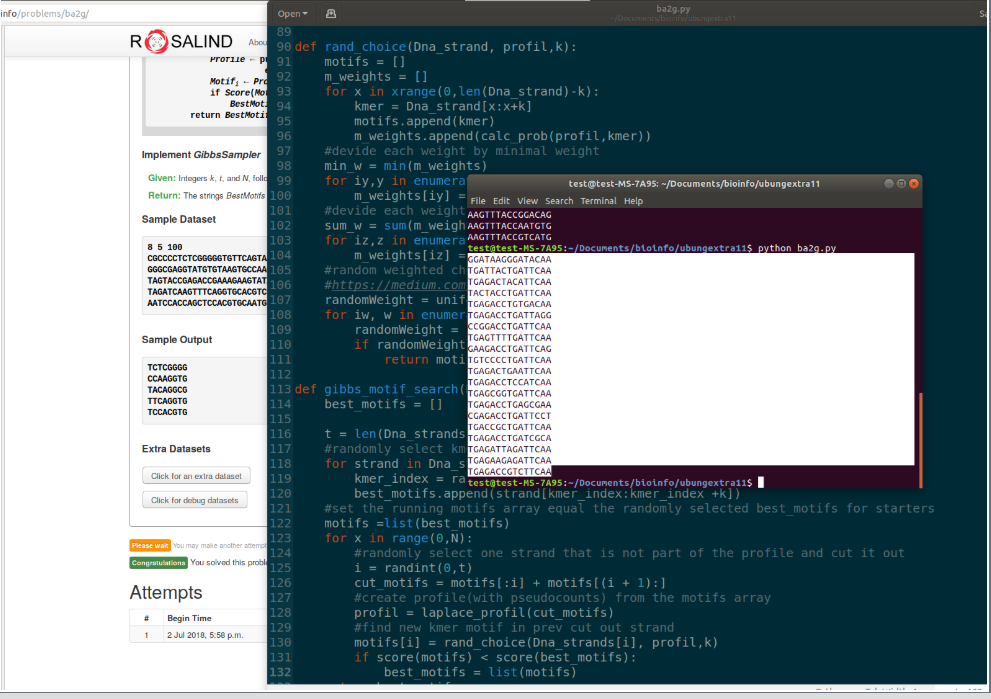 info/problems/ba2g/
ROSALIND
Abou
Profile ← p
Motifi ← Pro
if Score(Mo
BestMoti
return BestMotif
Implement GibbsSampler
Given: Integers k, t, and N, follo
Return: The strings BestMotifs
Sample Dataset
8 5 100
CGCCCCTCTCGGGGGTGTTCAGTA
GGGCGAGGTATGTGTAAGTGCCAA
TAGTACCGAGACCGAAAGAAGTAT
TAGATCAAGTTTCAGGTGCACGTC
AATCCACCAGCTCCACGTGCAATG
Sample Output
TCTCGGGG
CCAAGGTG
TACAGGCG
TTCAGGTG
TCCACGTG
Extra Datasets
Click for an extra dataset
Click for debug datasets
Please wait You may make another attempt
Congratulations You solved this probl
Attempts
# Begin Time
1 2 Jul 2018, 5:58 p.m.
Open
ba2g.py
~/Documents/bioinfo/ubungextra11
Sa
89
90 def rand_choice(Dna_strand, profil,k):
91 motifs = []
92 m_weights = []
93 for x in xrange(0,len(Dna_strand)-k):
94 kmer = Dna_strand[x:x+k]
95 motifs.append(kmer)
96 m_weights.append(calc_prob(profil,kmer))
97 #devide each weight by minimal weight
98 min_w = min(m_weights)
99 for iy,y in enumera
100 m_weights[iy] =
101 #devide each weight
102 sum_w = sum(m_weigh
103 for iz,z in enumera
104 m_weights[iz] =
105 #random weighted ch
106 #https://medium.com
107 randomWeight = unif
108 for iw, w in enumer
109 randomWeight =
110 if randomWeight
111 return moti
112
113 def gibbs_motif_search(
114 best_motifs = []
115
116 t = len(Dna_strands
117 #randomly select km
118 for strand in Dna_s
119 kmer_index = ra
120 best_motifs.append(strand[kmer_index:kmer_index +k])
121 #set the running motifs array equal the randomly selected best_motifs for starters
122 motifs =list(best_motifs)
123 for x in range(0,N):
124 #randomly select one strand that is not part of the profile and cut it out
125 i = randint(0,t)
126 cut_motifs = motifs[:i] + motifs[(i + 1):]
127 #create profile(with pseudocounts) from the motifs array
128 profil = laplace_profil(cut_motifs)
129 #find new kmer motif in prev cut out strand
130 motifs[i] = rand_choice(Dna_strands[i], profil,k)
131 if score(motifs) < score(best_motifs):
132 best_motifs = list(motifs)
test@test-MS-7A95: ~/Documents/bioinfo/ubungextra11
File Edit View Search Terminal Help
AAGTTTACCGGACAG
AAGTTTACCAATGTG
AAGTTTACCGTCATG
test@test-MS-7A95:~/Documents/bioinfo/ubungextra11$ python ba2g.py
GGATAAGGGATACAA
TGATTACTGATTCAA
TGAGACTACATTCAA
TACTACCTGATTCAA
TGAGACCTGTGACAA
TGAGACCTGATTAGG
CCGGACCTGATTCAA
TGAGTTTTGATTCAA
GAAGACCTGATTCAG
TGTCCCCTGATTCAA
TGAGACTGAATTCAA
TGAGACCTCCATCAA
TGAGCGGTGATTCAA
TGAGACCTGAGCGAA
CGAGACCTGATTCCT
TGACCGCTGATTCAA
TGAGACCTGATCGCA
TGAGATTAGATTCAA
TGAGAAGAGATTCAA
TGAGACCGTCTTCAA
test@test-MS-7A95:~/Documents/bioinfo/ubungextra11$